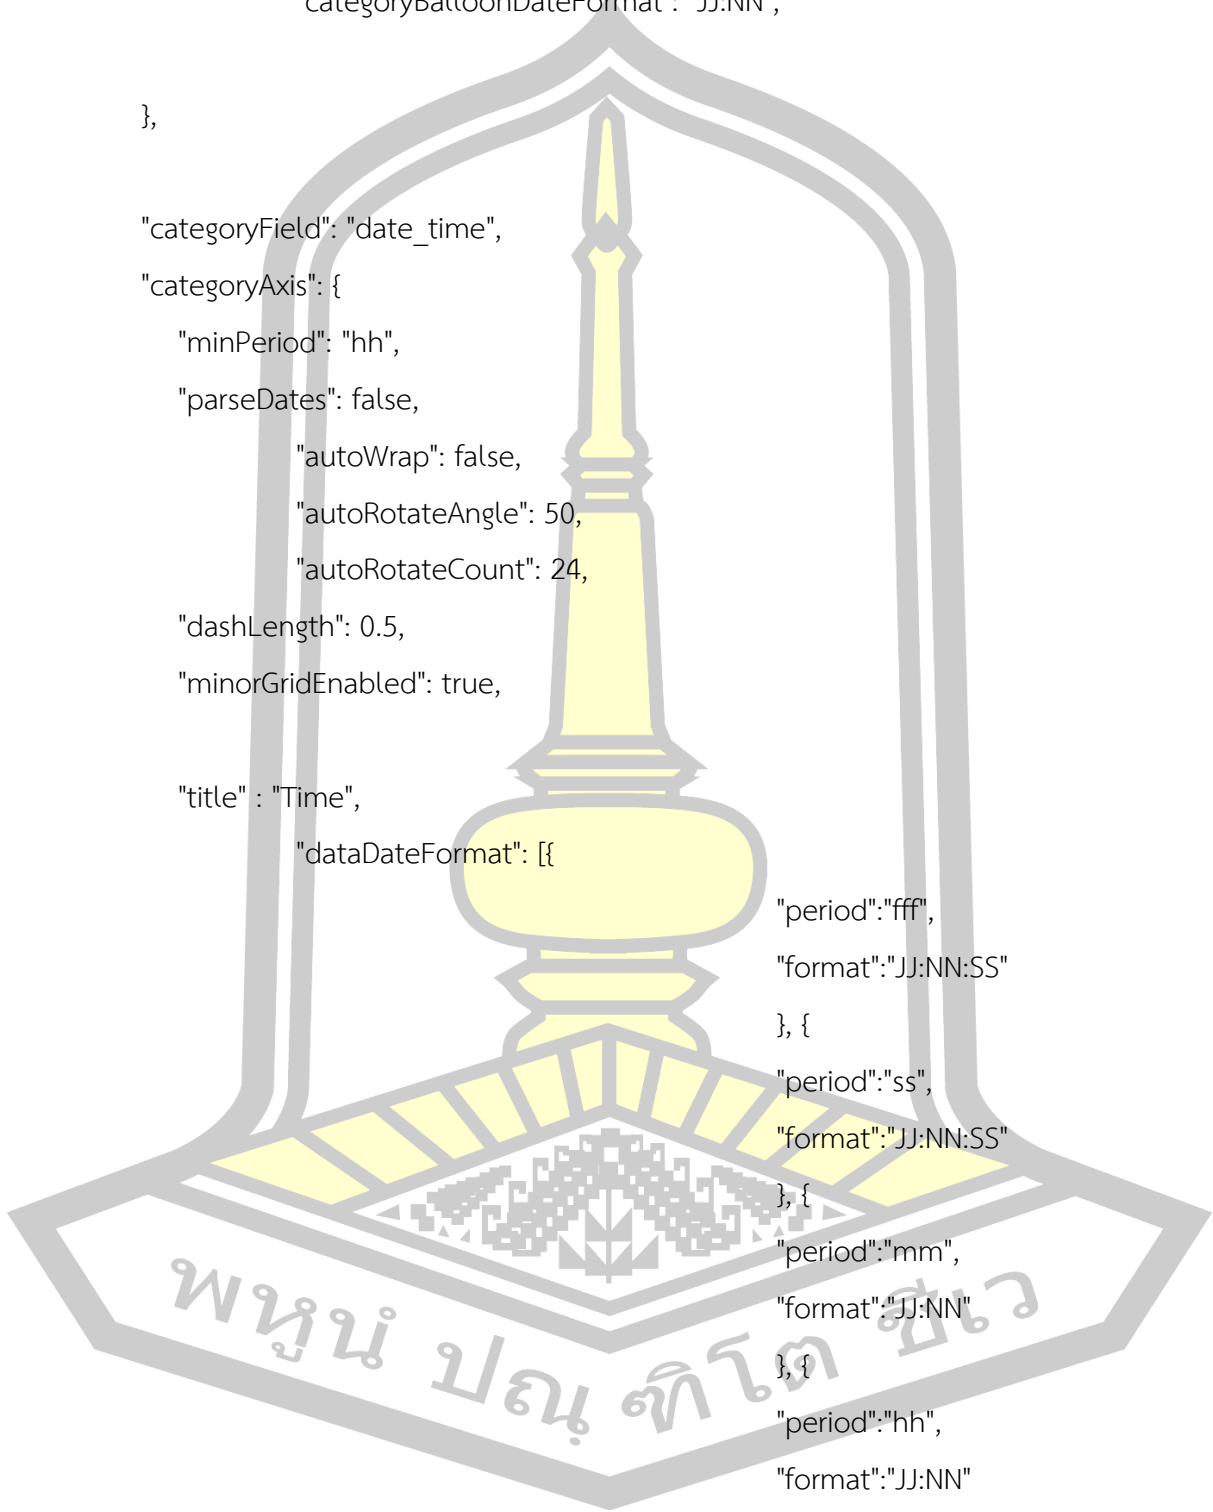 "categoryBalloonDateFormat": "JJ:NN",
},
"categoryField": "date_time",
"categoryAxis": {
"minPeriod": "hh",
"parseDates": false,
"autoWrap": false,
"autoRotateAngle": 50,
"autoRotateCount": 24,
"dashLength": 0.5,
"minorGridEnabled": true,
"title" : "Time",
"dataDateFormat": [{
"period":"fff",
"format":"JJ:NN:SS"
}, {
"period":"ss",
"format":"JJ:NN:SS"
}, {
"period":"mm",
"format":"JJ:NN"
}, {
"period":"hh",
"format":"JJ:NN"
พหูนํ ปณฺฑิโต ชีเว